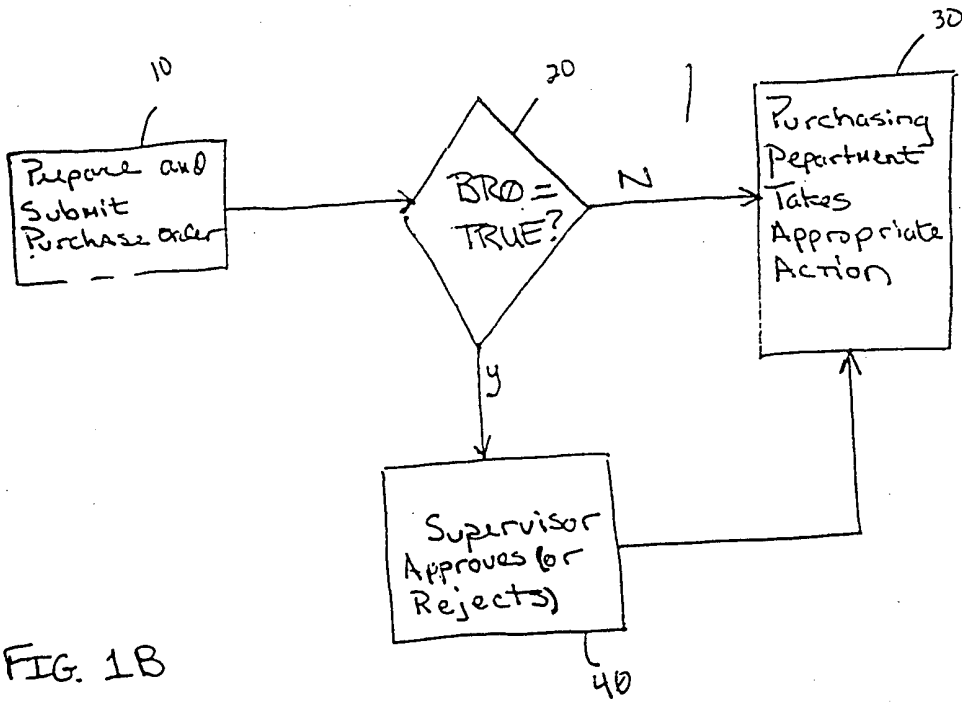 10
Prepare and
Submit
Purchase order
20
BRO =
TRUE?
N
y
30
Purchasing
Department
Takes
Appropriate
Action
Supervisor
Approves (or
Rejects)
40
FIG. 1B